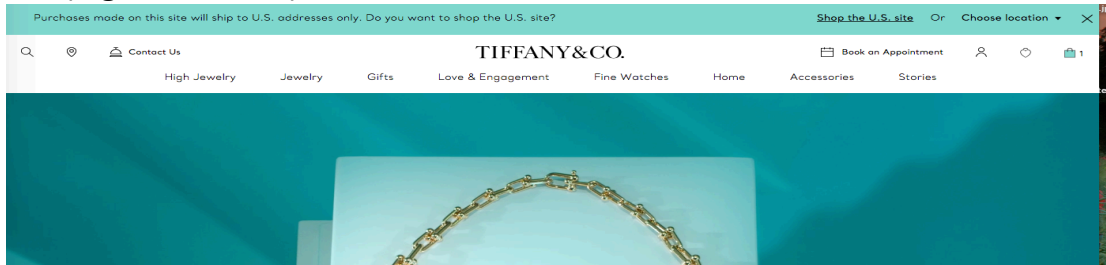 Purchases made on this site will ship to U.S. addresses only. Do you want to shop the U.S. site? Shop the U.S. site Or Choose location
Contact Us TIFFANY&CO. Book an Appointment 1
High Jewelry Jewelry Gifts Love & Engagement Fine Watches Home Accessories Stories